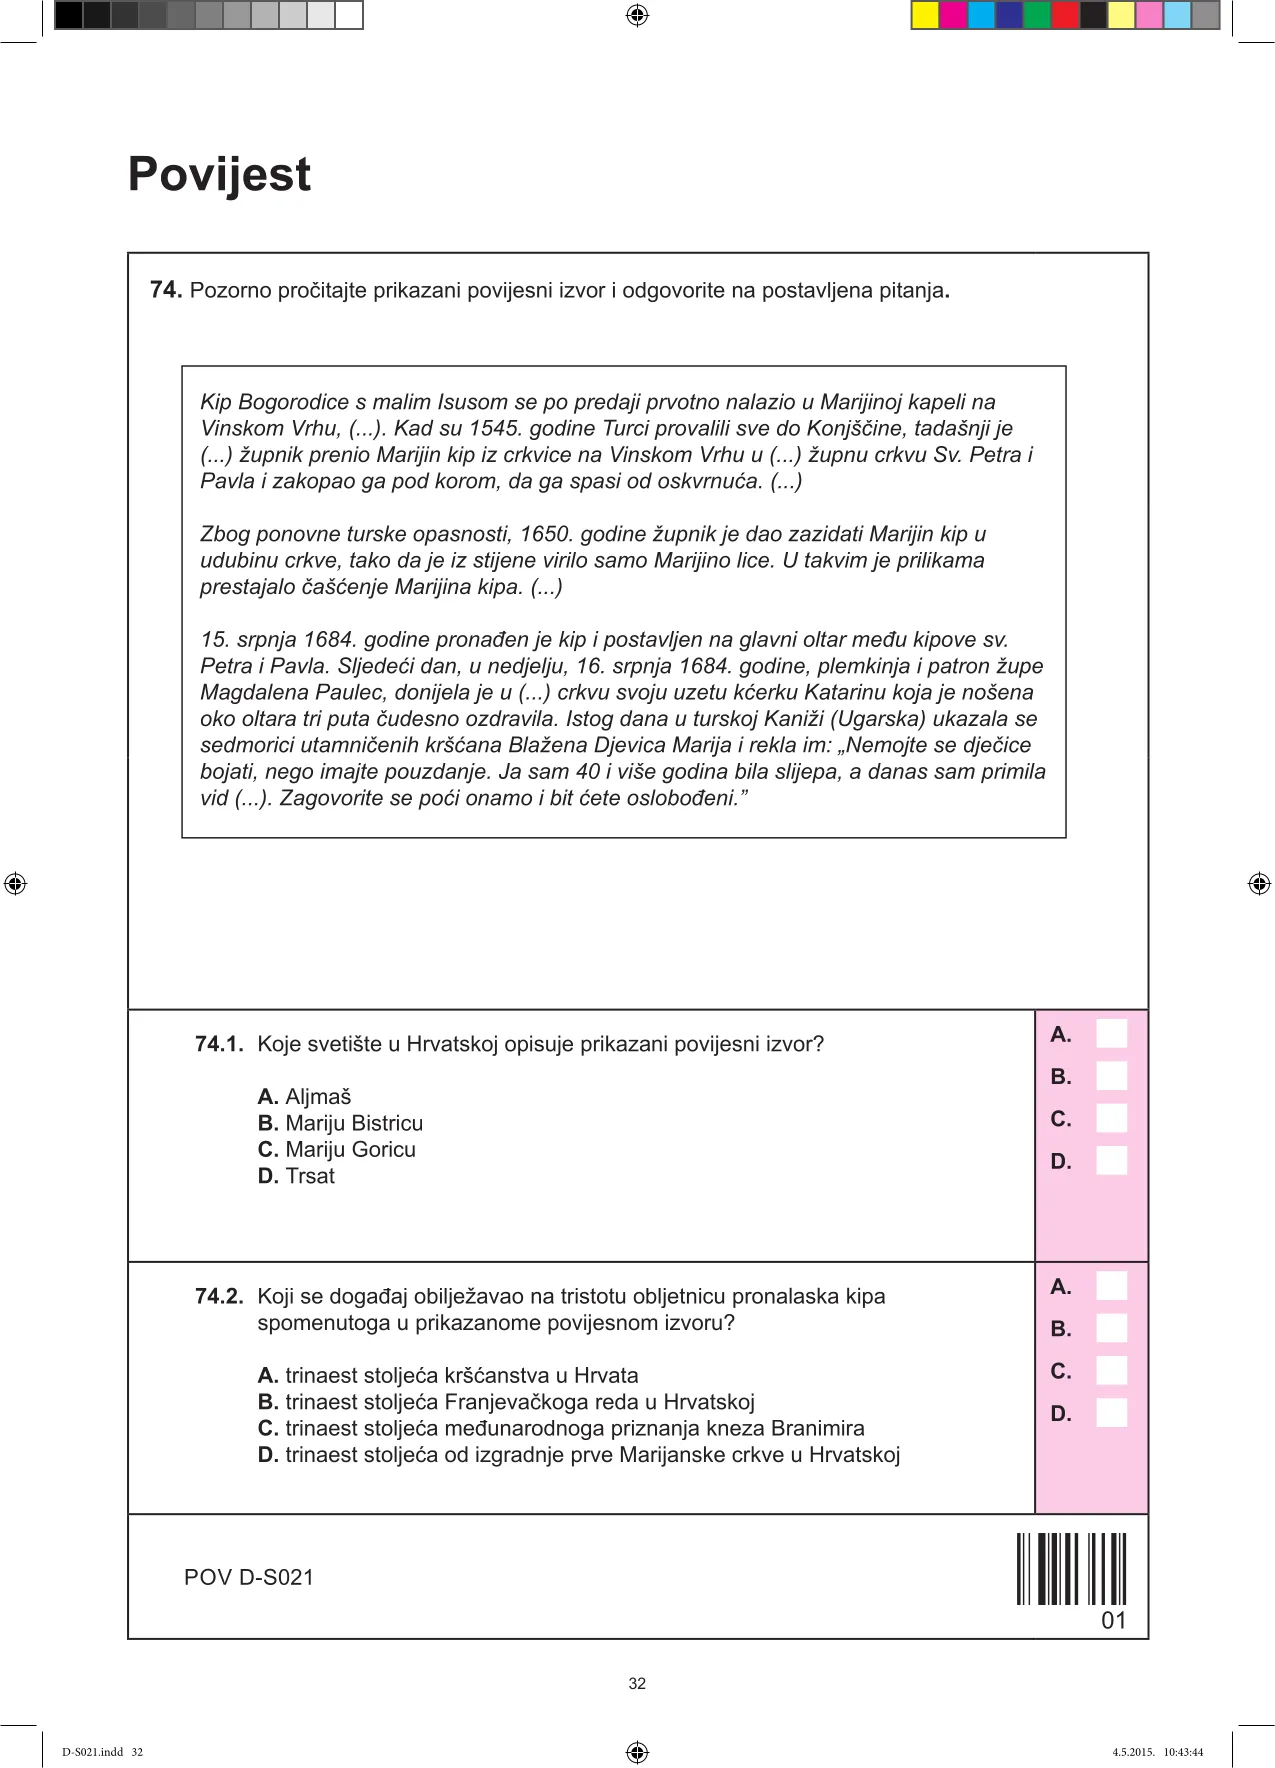 Povijest
74. Pozorno pročitajte prikazani povijesni izvor i odgovorite na postavljena pitanja.
Kip Bogorodice s malim Isusom se po predaji prvotno nalazio u Marijinoj kapeli na
Vinskom Vrhu, (...). Kad su 1545. godine Turci provalili sve do Konjščine, tadašnji je
(...) župnik prenio Marijin kip iz crkvice na Vinskom Vrhu u (...) župnu crkvu Sv. Petra i
Pavla i zakopao ga pod korom, da ga spasi od oskvrnuća. (...)
Zbog ponovne turske opasnosti, 1650. godine župnik je dao zazidati Marijin kip u
udubinu crkve, tako da je iz stijene virilo samo Marijino lice. U takvim je prilikama
prestajalo čašćenje Marijina kipa. (...)
15. srpnja 1684. godine pronađen je kip i postavljen na glavni oltar među kipove sv.
Petra i Pavla. Sljedeći dan, u nedjelju, 16. srpnja 1684. godine, plemkinja i patron župe
Magdalena Paulec, donijela je u (...) crkvu svoju uzetu kćerku Katarinu koja je nošena
oko oltara tri puta čudesno ozdravila. Istog dana u turskoj Kaniži (Ugarska) ukazala se
sedmorici utamničenih kršćana Blažena Djevica Marija i rekla im: „Nemojte se dječice
bojati, nego imajte pouzdanje. Ja sam 40 i više godina bila slijepa, a danas sam primila
vid (...). Zagovorite se poći onamo i bit ćete oslobođeni.”
74.1. Koje svetište u Hrvatskoj opisuje prikazani povijesni izvor?
A. Aljmaš
B. Mariju Bistricu
C. Mariju Goricu
D. Trsat
A.
B.
C.
D.
74.2. Koji se događaj obilježavao na tristotu obljetnicu pronalaska kipa
spomenutoga u prikazanome povijesnom izvoru?
A. trinaest stoljeća kršćanstva u Hrvata
B. trinaest stoljeća Franjevačkoga reda u Hrvatskoj
C. trinaest stoljeća međunarodnoga priznanja kneza Branimira
D. trinaest stoljeća od izgradnje prve Marijanske crkve u Hrvatskoj
A.
B.
C.
D.
POV D-S021
01
32
D-S021.indd 32
4.5.2015. 10:43:44